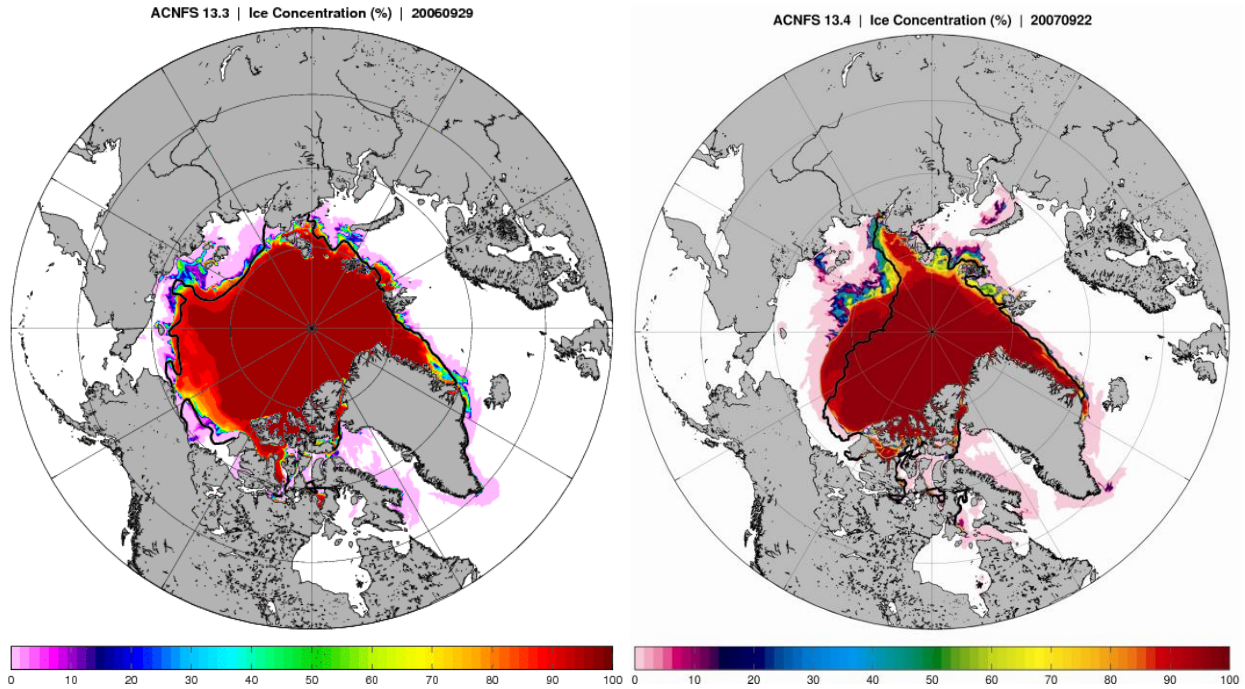 ACNFS 13.3 | Ice Concentration (%) | 20060929
ACNFS 13.4 | Ice Concentration (%) | 20070922
0 10 20 30 40 50 60 70 80 90 100
0 10 20 30 40 50 60 70 80 90 100